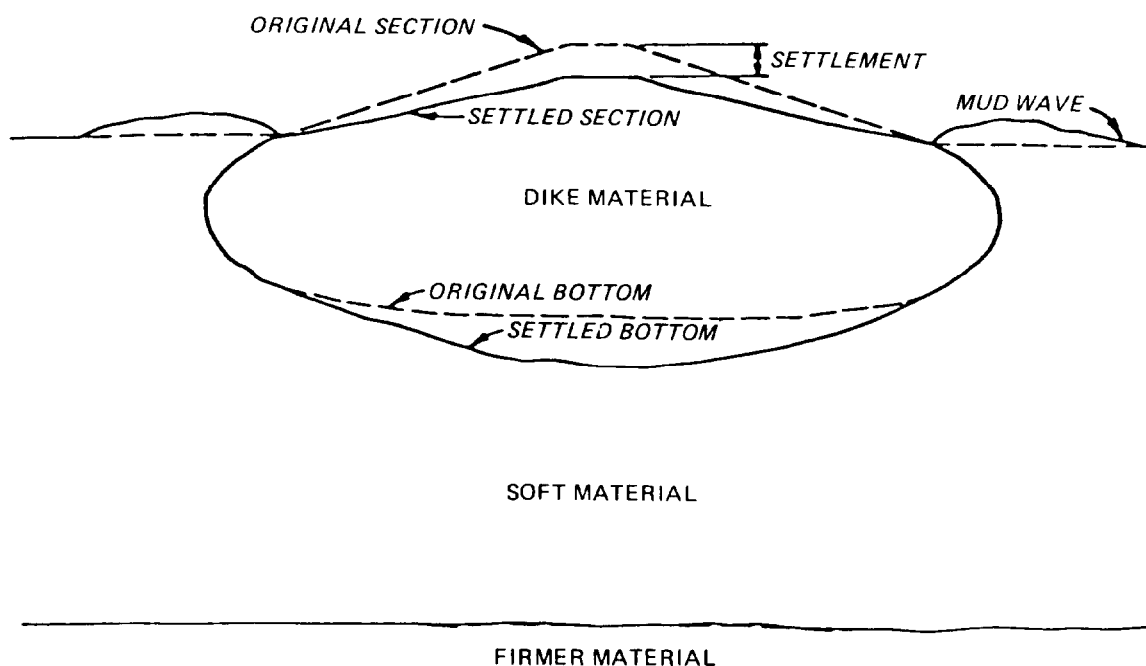 ORIGINAL SECTION
SETTLEMENT
MUD WAVE
SETTLED SECTION
DIKE MATERIAL
ORIGINAL BOTTOM
SETTLED BOTTOM
SOFT MATERIAL
FIRMER MATERIAL